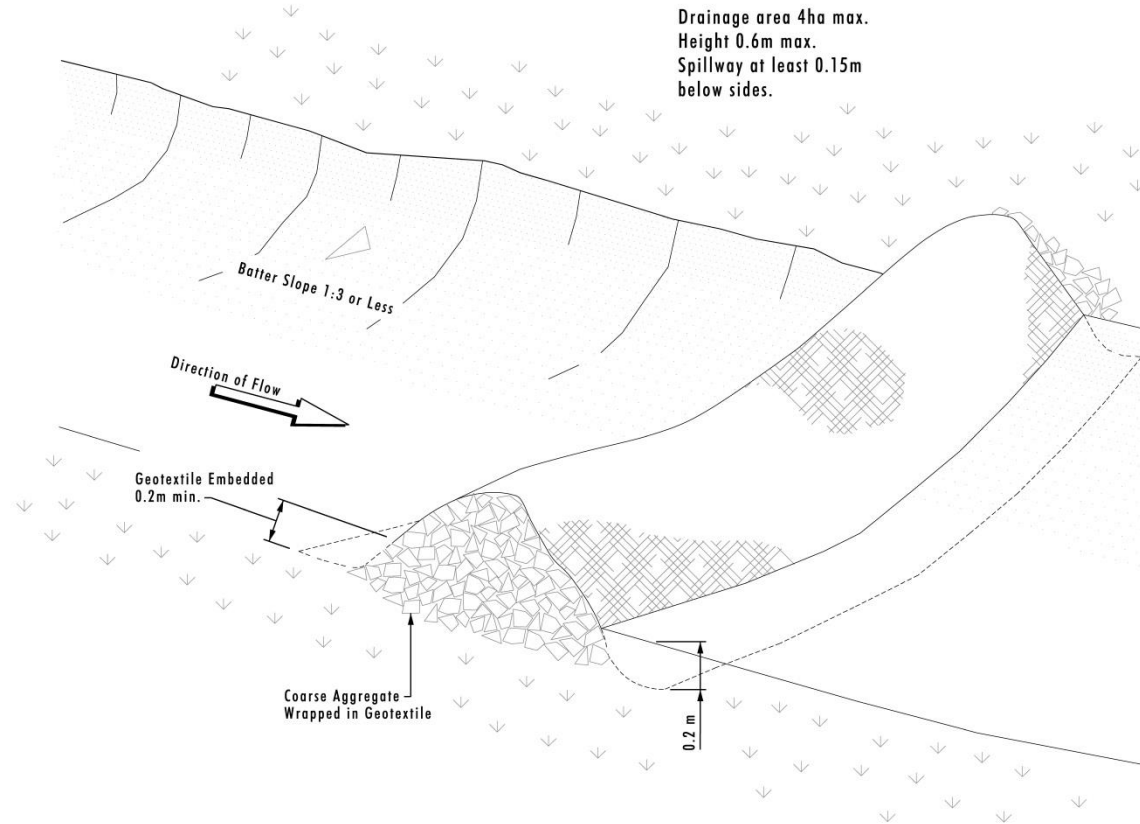 Drainage area 4ha max.
Height 0.6m max.
Spillway at least 0.15m
below sides.
Batter Slope 1:3 or Less
Direction of Flow
Geotextile Embedded
0.2m min.
Coarse Aggregate
Wrapped in Geotextile
0.2 m